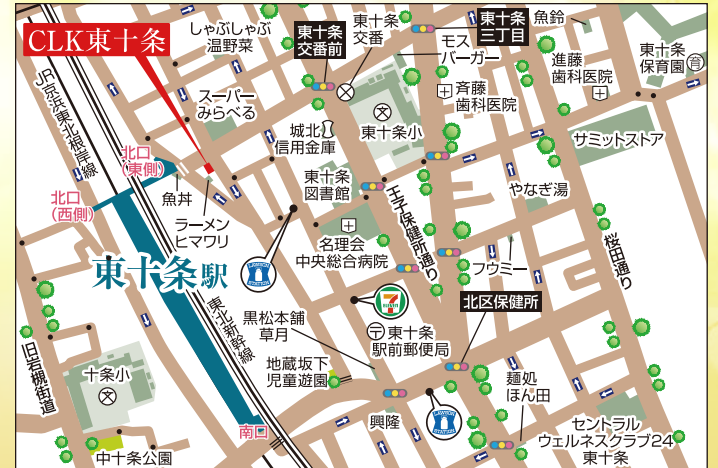 CLK東十条
しゃぶしゃぶ
温野菜
東十条
交番前
東十条
交番
東十条
三丁目
魚鈴
モス
バーガー
進藤
歯科医院
東十条
保育園
育
JR京浜東北根岸線
スーパー
みらべる
文
東十条小
斉藤
歯科医院
城北
信用金庫
サミットストア
北口
(東側)
魚丼
東十条
図書館
やなぎ湯
北口
(西側)
ラーメン
ヒマワリ
王子保健所通り
名理会
中央総合病院
フウミー
桜田通り
東十条駅
LAWSON
STATION
7
ELEVEN
北区保健所
東北新幹線
黒松本舗
草月
東十条
駅前郵便局
旧岩槻街道
十条小
文
地蔵坂下
児童遊園
麺処
ほん田
LAWSON
STATION
南口
興隆
セントラル
ウェルネスクラブ24
東十条
中十条公園